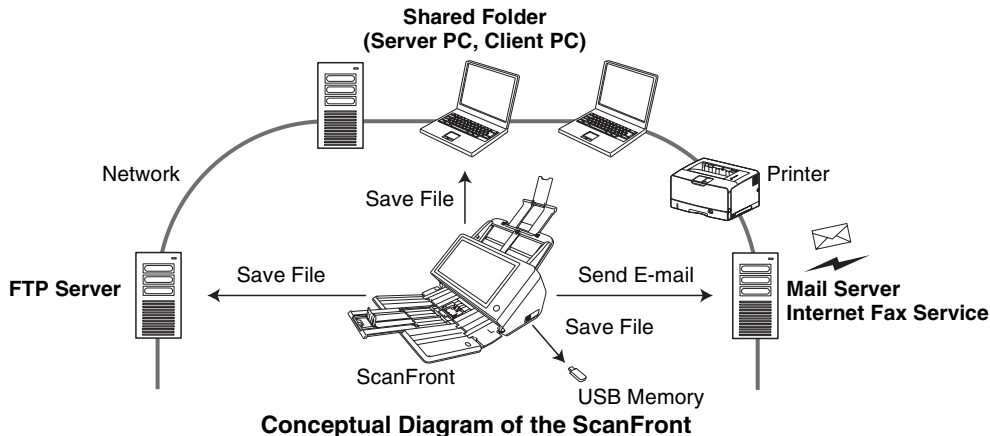 Shared Folder
(Server PC, Client PC)
Network
Printer
Save File
FTP Server
Save File
Send E-mail
Mail Server
Internet Fax Service
Save File
ScanFront
USB Memory
Conceptual Diagram of the ScanFront